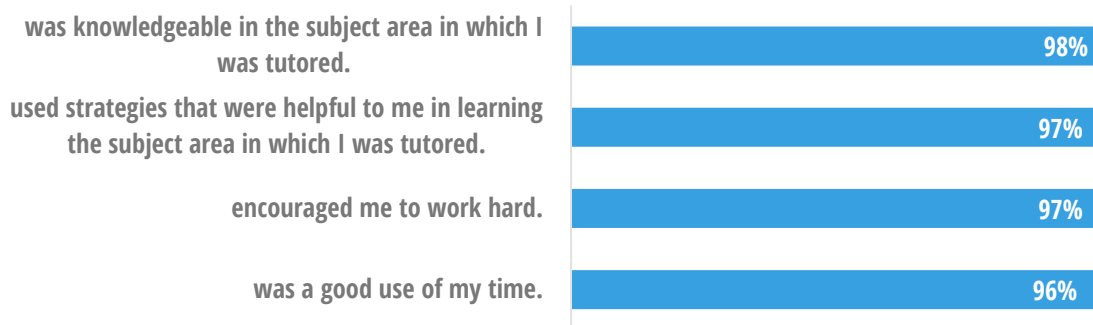 was knowledgeable in the subject area in which I
was tutored.
98%
used strategies that were helpful to me in learning
the subject area in which I was tutored.
97%
encouraged me to work hard.
97%
was a good use of my time.
96%